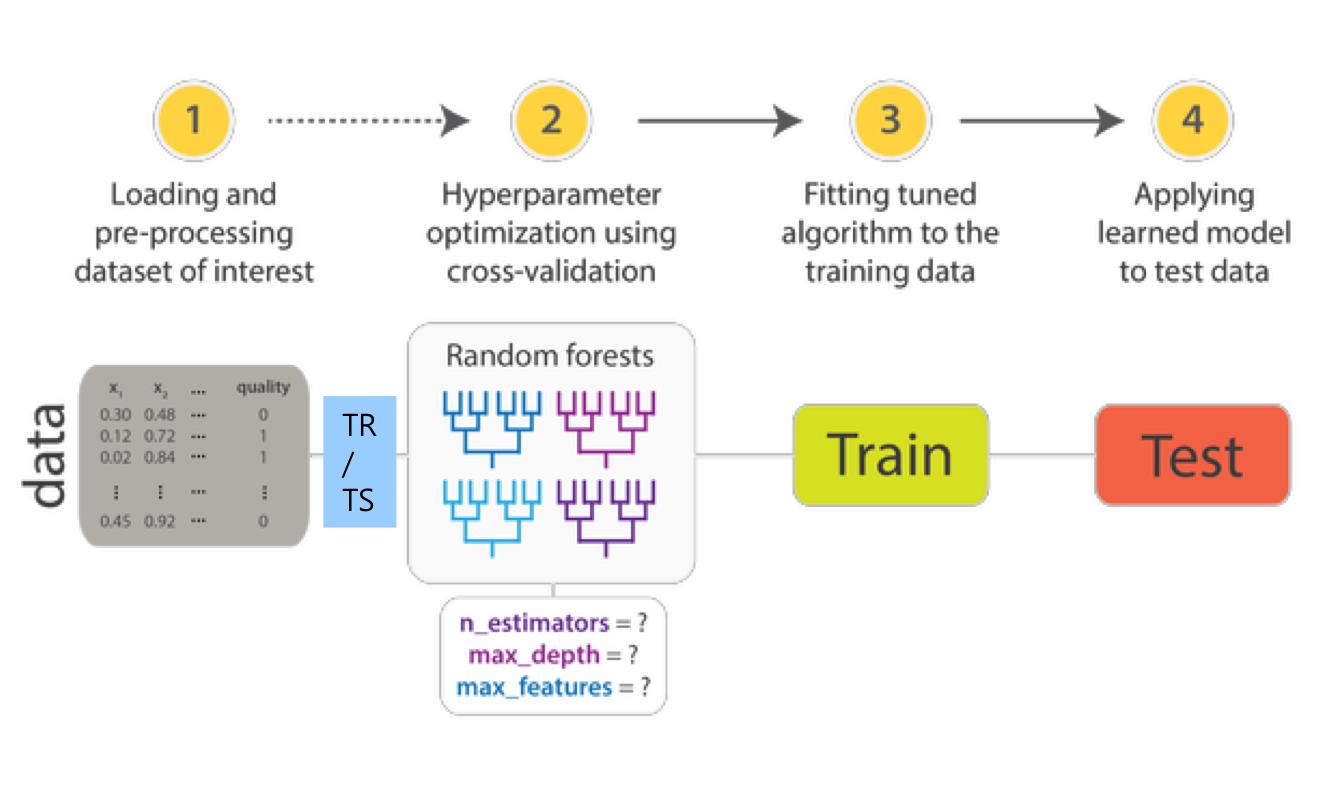 1
2
3
4
Loading and
pre-processing
dataset of interest
Hyperparameter
optimization using
cross-validation
Fitting tuned
algorithm to the
training data
Applying
learned model
to test data
data
x₁ x₂ ... quality
0.30 0.48 ... 0
0.12 0.72 ... 1
0.02 0.84 ... 1
⋮ ⋮ ... ⋮
0.45 0.92 ... 0
TR
/
TS
Random forests
n_estimators = ?
max_depth = ?
max_features = ?
Train
Test